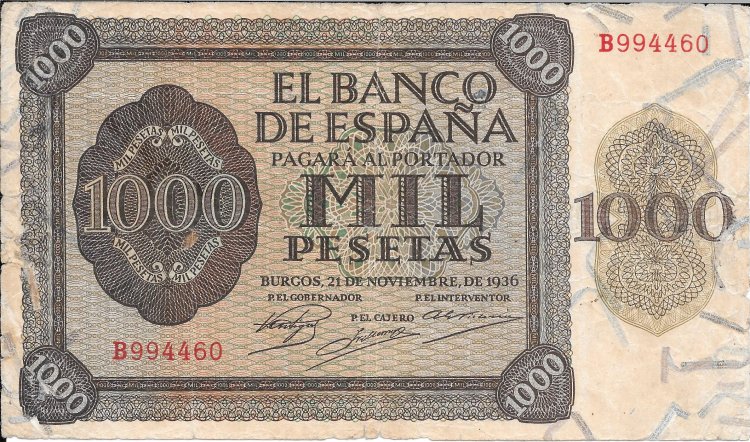 1000
1000
B994460
EL BANCO
DE ESPAÑA
PAGARÁ AL PORTADOR
MIL PESETAS MIL PESETAS
1000
MIL PESETAS MIL PESETAS
MIL
PESETAS
1000
BURGOS, 21 DE NOVIEMBRE, DE 1936
P. EL GOBERNADOR
P. EL INTERVENTOR
P. EL CAJERO
B994460
1000
1000